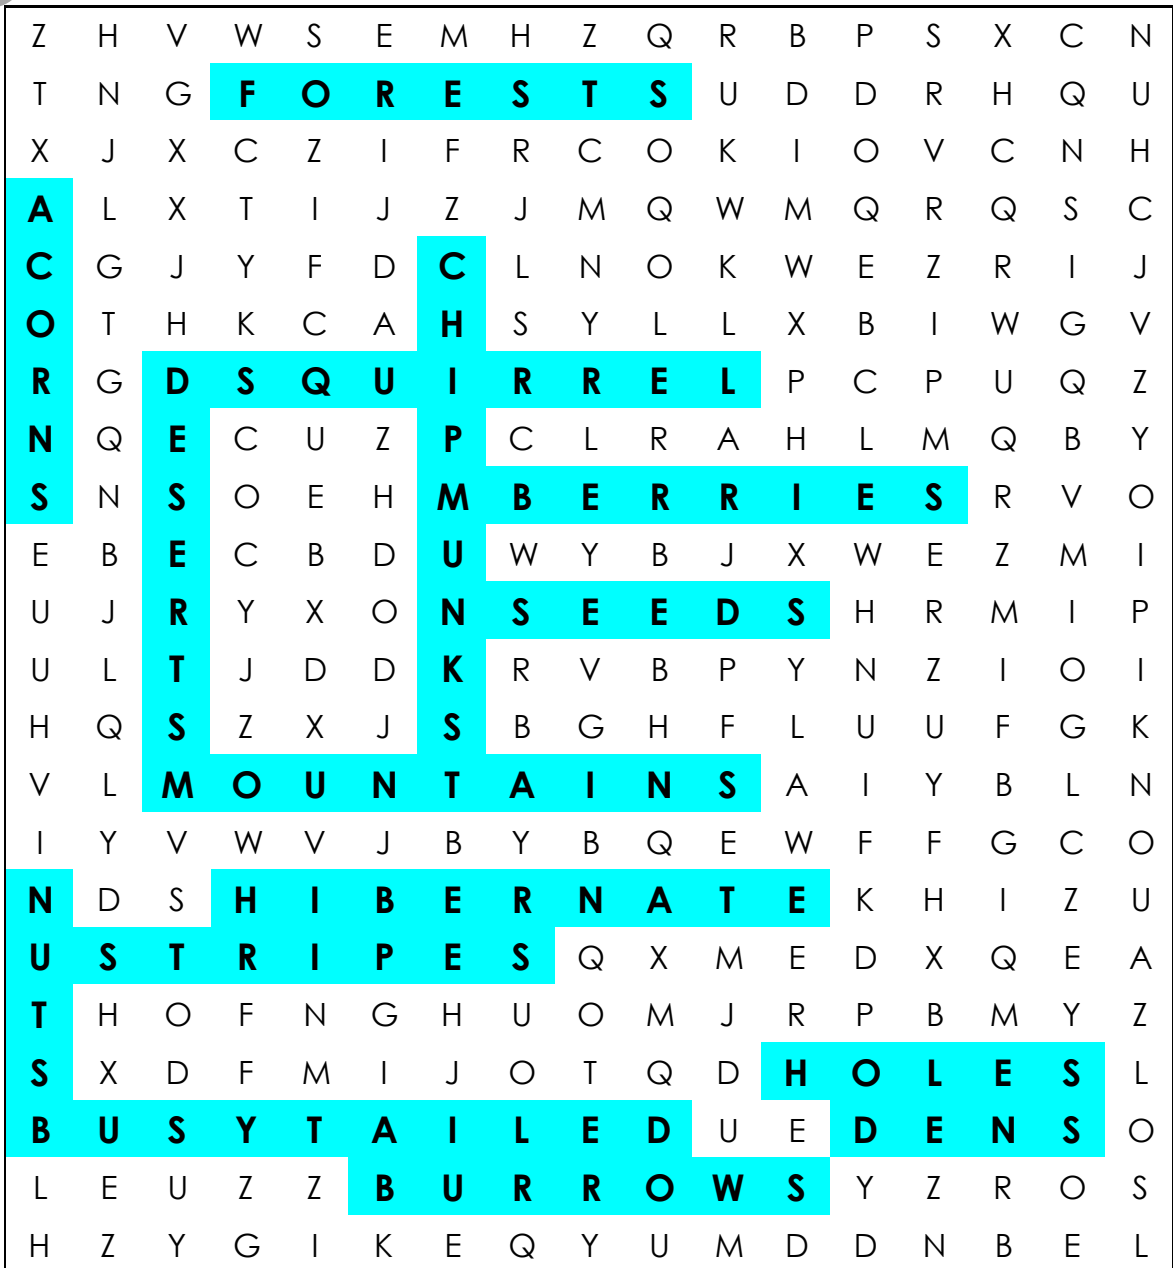 Z H V W S E M H Z Q R B P S X C N
T N G F O R E S T S U D D R H Q U
X J X C Z I F R C O K I O V C N H
A L X T I J Z J M Q W M Q R Q S C
C G J Y F D C L N O K W E Z R I J
O T H K C A H S Y L L X B I W G V
R G D S Q U I R R E L P C P U Q Z
N Q E C U Z P C L R A H L M Q B Y
S N S O E H M B E R R I E S R V O
E B E C B D U W Y B J X W E Z M I
U J R Y X O N S E E D S H R M I P
U L T J D D K R V B P Y N Z I O I
H Q S Z X J S B G H F L U U F G K
V L M O U N T A I N S A I Y B L N
I Y V W V J B Y B Q E W F F G C O
N D S H I B E R N A T E K H I Z U
U S T R I P E S Q X M E D X Q E A
T H O F N G H U O M J R P B M Y Z
S X D F M I J O T Q D H O L E S L
B U S Y T A I L E D U E D E N S O
L E U Z Z B U R R O W S Y Z R O S
H Z Y G I K E Q Y U M D D N B E L